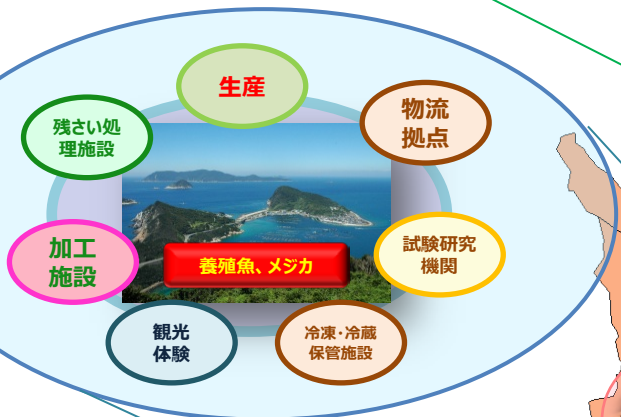 生産
物流
拠点
残さい処
理施設
加工
施設
養殖魚、メジカ
試験研究
機関
観光
体験
冷凍・冷蔵
保管施設